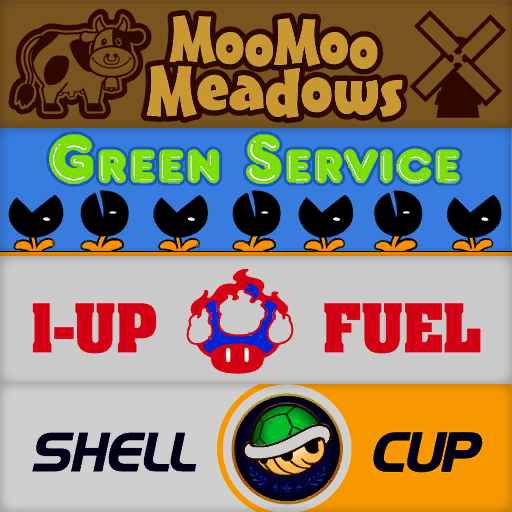 MooMoo
Meadows
Green Service
1-UP FUEL
SHELL CUP